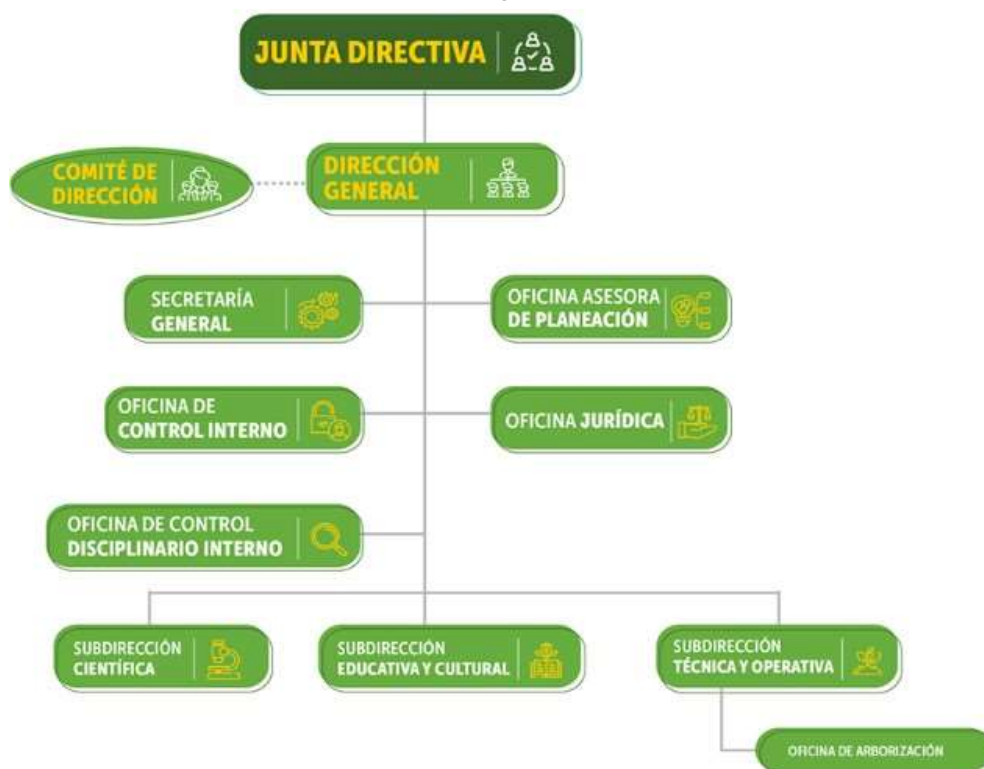 JUNTA DIRECTIVA
COMITÉ DE
DIRECCIÓN
DIRECCIÓN
GENERAL
SECRETARÍA
GENERAL
OFICINA ASESORA
DE PLANEACIÓN
OFICINA DE
CONTROL INTERNO
OFICINA JURÍDICA
OFICINA DE CONTROL
DISCIPLINARIO INTERNO
SUBDIRECCIÓN
CIENTÍFICA
SUBDIRECCIÓN
EDUCATIVA Y CULTURAL
SUBDIRECCIÓN
TÉCNICA Y OPERATIVA
OFICINA DE ARBORIZACIÓN